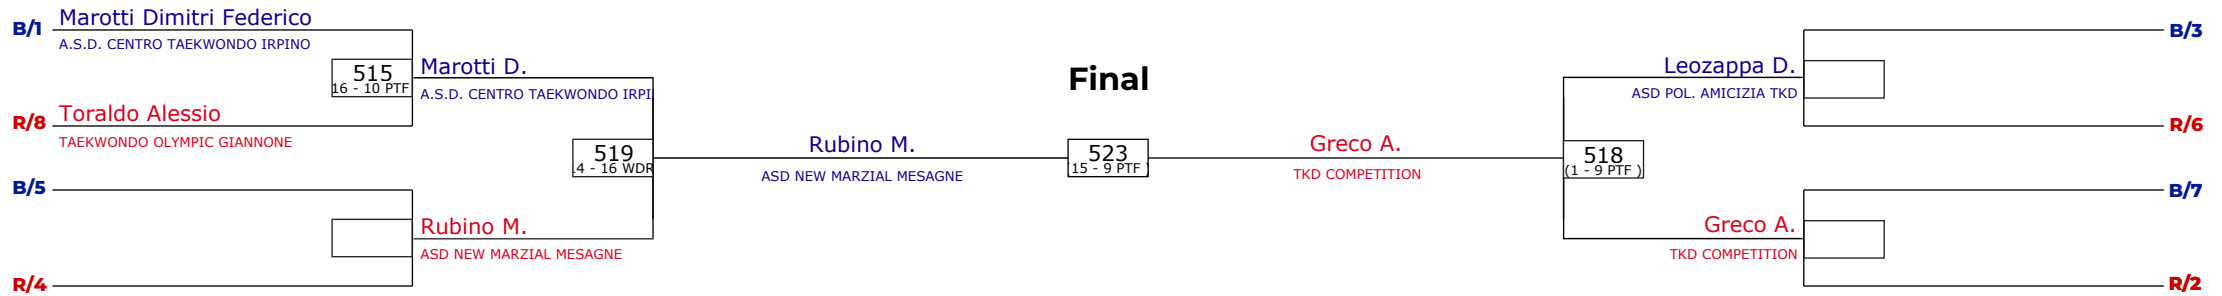 B/1
Marotti Dimitri Federico
A.S.D. CENTRO TAEKWONDO IRPINO
515
16 - 10 PTF
R/8
Toraldo Alessio
TAEKWONDO OLYMPIC GIANNONE
Marotti D.
A.S.D. CENTRO TAEKWONDO IRPI
519
4 - 16 WDR
B/5
Rubino M.
ASD NEW MARZIAL MESAGNE
R/4
Final
Rubino M.
ASD NEW MARZIAL MESAGNE
523
15 - 9 PTF )
Greco A.
TKD COMPETITION
518
(1 - 9 PTF )
Leozappa D.
ASD POL. AMICIZIA TKD
B/3
R/6
Greco A.
TKD COMPETITION
B/7
R/2